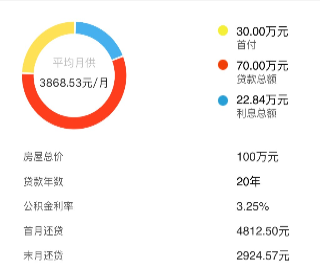 平均月供
3868.53元/月
30.00万元
首付
70.00万元
贷款总额
22.84万元
利息总额
房屋总价 100万元
贷款年数 20年
公积金利率 3.25%
首月还贷 4812.50元
末月还贷 2924.57元